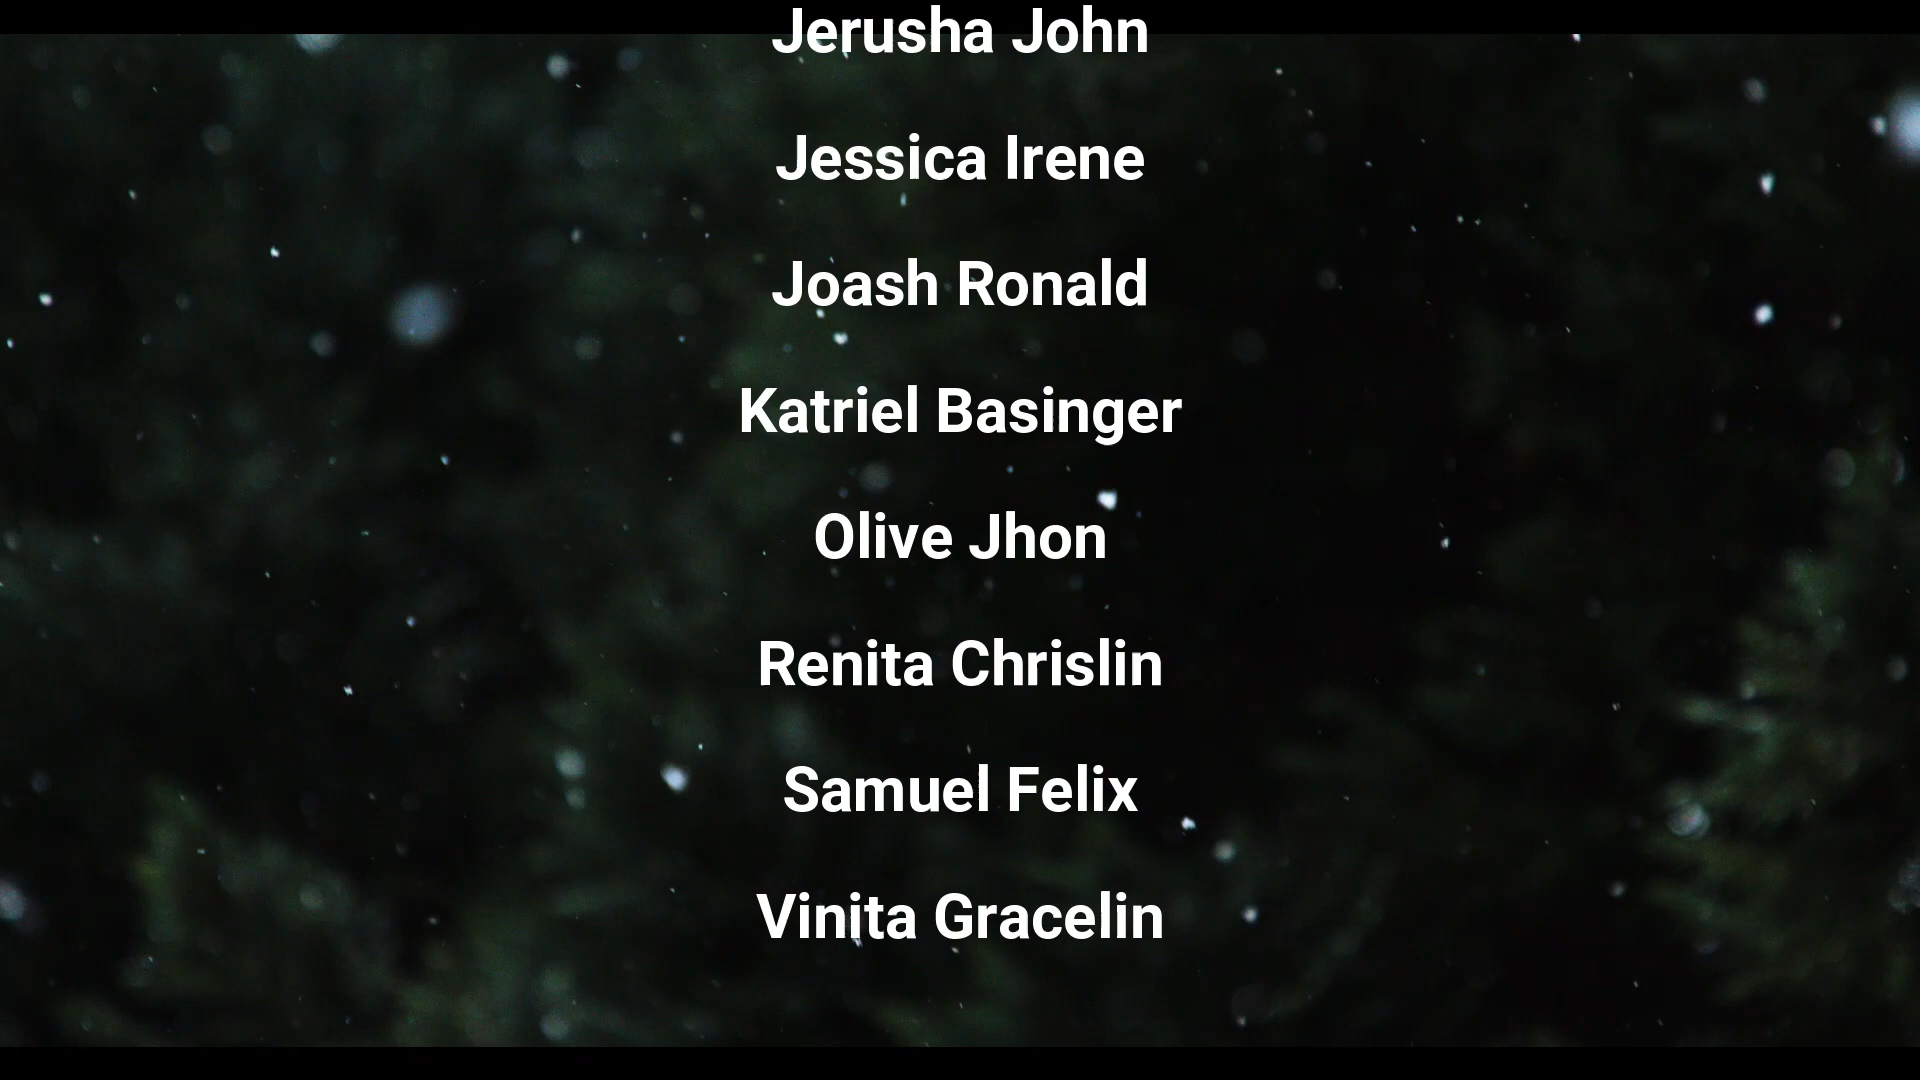 Jerusha John
Jessica Irene
Joash Ronald
Katriel Basinger
Olive Jhon
Renita Chrislin
Samuel Felix
Vinita Gracelin